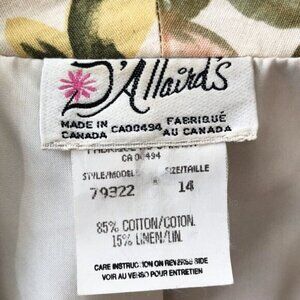 D'Allaird's
MADE IN CANADA CA00494 FABRIQUÉ AU CANADA
CA 00494
STYLE/MODÈLE SIZE/TAILLE
79322 14
85% COTTON/COTON.
15% LINEN/LIN.
CARE INSTRUCTION ON REVERSE SIDE
VOIR AU VERSO POUR ENTRETIEN